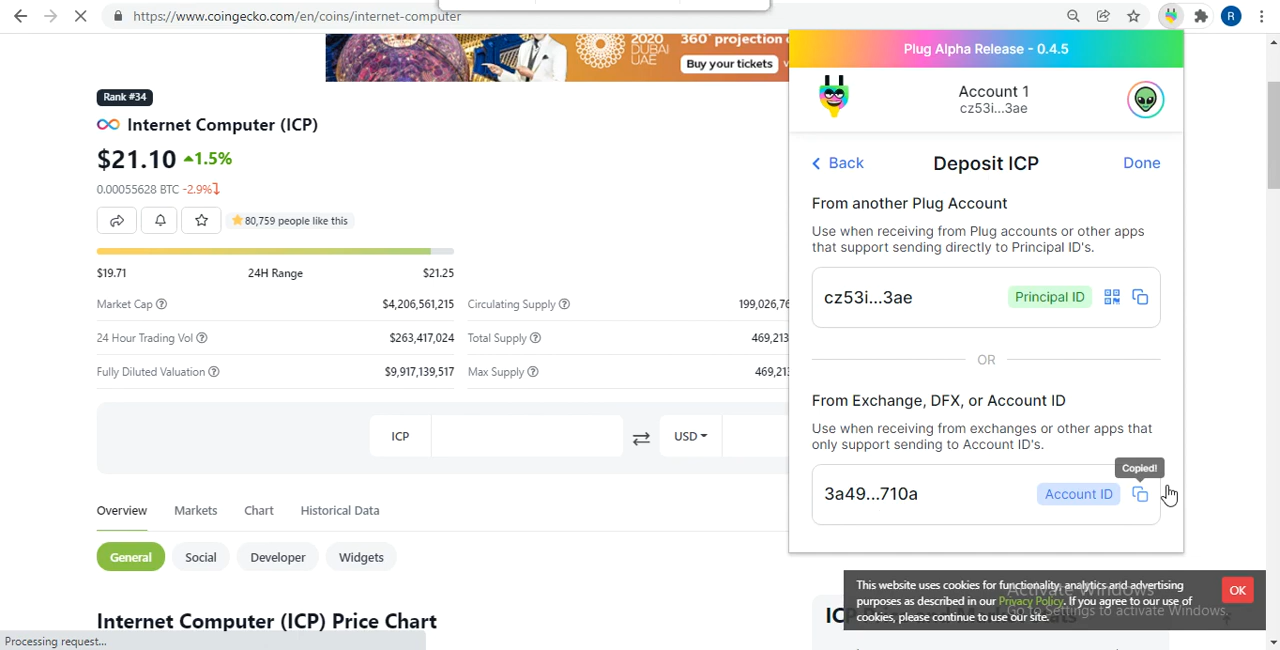 https://www.coingecko.com/en/coins/internet-computer
R
2020
DUBAI
UAE
360° projection
Buy your tickets
Rank #34
Internet Computer (ICP)
$21.10 1.5%
0.00055628 BTC -2.9%
80,759 people like this
$19.71 24H Range $21.25
Market Cap $4,206,561,215 Circulating Supply 199,026,76
24 Hour Trading Vol $263,417,024 Total Supply 469,213
Fully Diluted Valuation $9,917,139,517 Max Supply 469,21
ICP USD
Overview Markets Chart Historical Data
General Social Developer Widgets
Internet Computer (ICP) Price Chart
Processing request...
Plug Alpha Release - 0.4.5
Account 1
cz53i...3ae
Back Deposit ICP Done
From another Plug Account
Use when receiving from Plug accounts or other apps
that support sending directly to Principal ID's.
cz53i...3ae Principal ID
OR
From Exchange, DFX, or Account ID
Use when receiving from exchanges or other apps that
only support sending to Account ID's.
Copied!
3a49...710a Account ID
This website uses cookies for functionality, analytics and advertising
purposes as described in our Privacy Policy. If you agree to our use of
cookies, please continue to use our site.
OK
Activate Windows
Go to Settings to activate Windows.